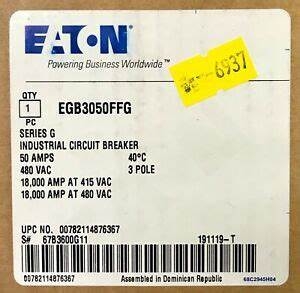 EATON
Powering Business Worldwide™
6937
QTY
1
PC
EGB3050FFG
SERIES G
INDUSTRIAL CIRCUIT BREAKER
50 AMPS 40°C
480 VAC 3 POLE
18,000 AMP AT 415 VAC
18,000 AMP AT 480 VAC
UPC NO. 00782114876367
S# 67B3600G11 191119-T
00782114876367 Assembled in Dominican Republic 68C2945H04